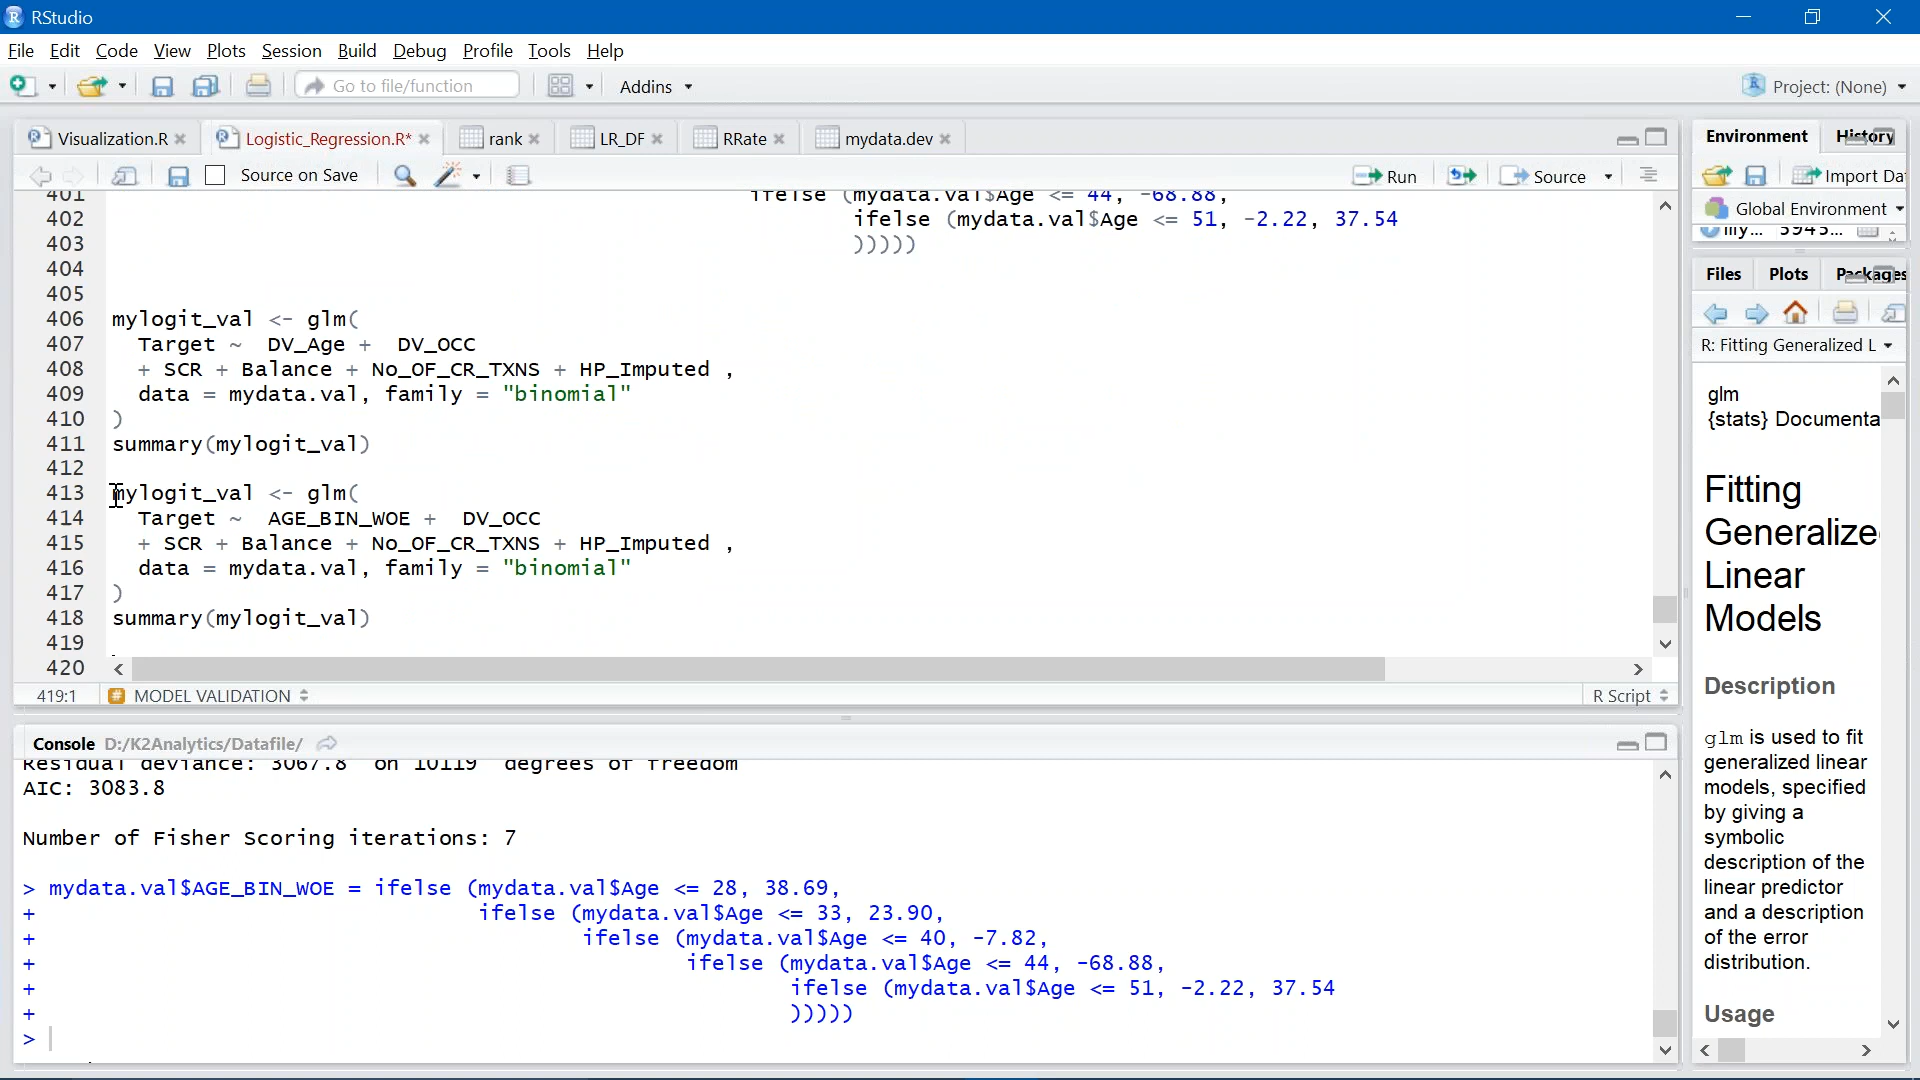 RStudio
File Edit Code View Plots Session Build Debug Profile Tools Help
Go to file/function Addins Project: (None)
Visualization.R Logistic_Regression.R* rank LR_DF RRate mydata.dev
Source on Save Run Source
401 ifelse (mydata.val$Age <= 44, -68.88,
402 ifelse (mydata.val$Age <= 51, -2.22, 37.54
403 )))))
404
405
406 mylogit_val <- glm(
407 Target ~ DV_Age + DV_OCC
408 + SCR + Balance + No_OF_CR_TXNS + HP_Imputed ,
409 data = mydata.val, family = "binomial"
410 )
411 summary(mylogit_val)
412
413 mylogit_val <- glm(
414 Target ~ AGE_BIN_WOE + DV_OCC
415 + SCR + Balance + No_OF_CR_TXNS + HP_Imputed ,
416 data = mydata.val, family = "binomial"
417 )
418 summary(mylogit_val)
419
420
419:1 # MODEL VALIDATION R Script
Console D:/K2Analytics/Datafile/
Residual deviance: 3067.8 on 10119 degrees of freedom
AIC: 3083.8
Number of Fisher Scoring iterations: 7
> mydata.val$AGE_BIN_WOE = ifelse (mydata.val$Age <= 28, 38.69,
+ ifelse (mydata.val$Age <= 33, 23.90,
+ ifelse (mydata.val$Age <= 40, -7.82,
+ ifelse (mydata.val$Age <= 44, -68.88,
+ ifelse (mydata.val$Age <= 51, -2.22, 37.54
+ )))))
>
Environment History
Import Da
Global Environment
my... 5945...
Files Plots Packages
R: Fitting Generalized L
glm
{stats} Documenta
Fitting
Generalize
Linear
Models
Description
glm is used to fit
generalized linear
models, specified
by giving a
symbolic
description of the
linear predictor
and a description
of the error
distribution.
Usage